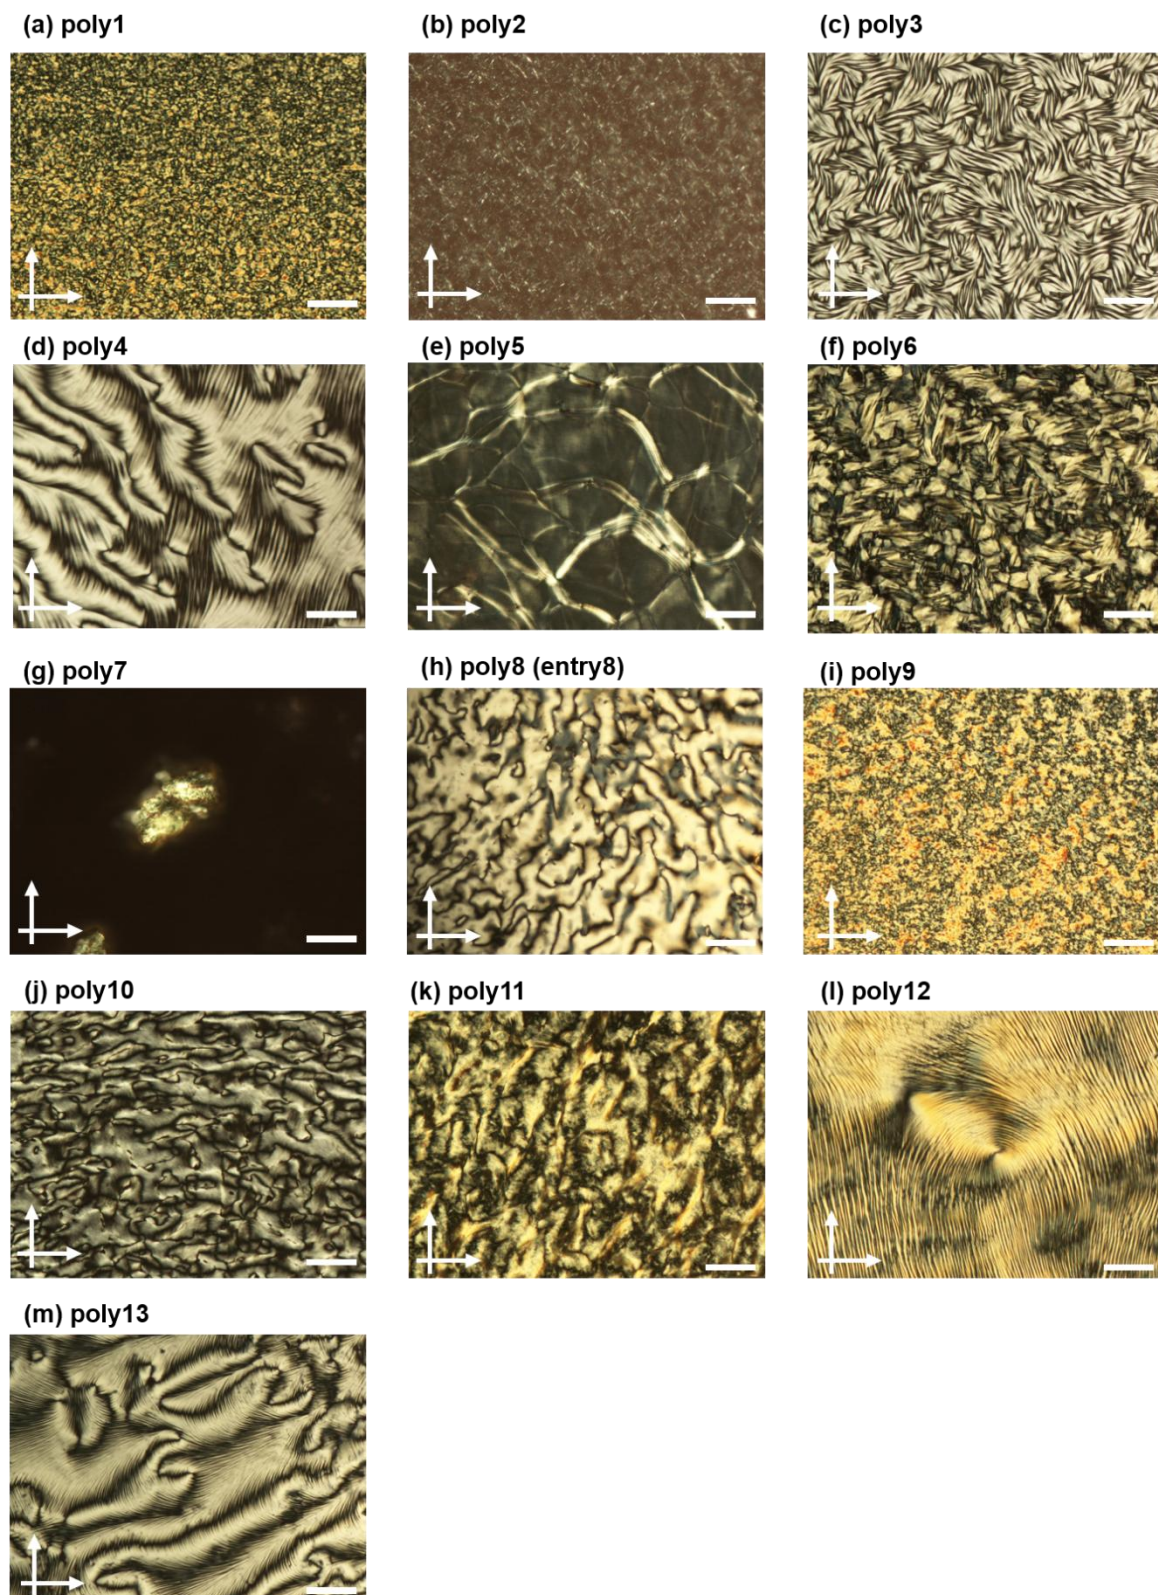 (a) poly1
(b) poly2
(c) poly3
(d) poly4
(e) poly5
(f) poly6
(g) poly7
(h) poly8 (entry8)
(i) poly9
(j) poly10
(k) poly11
(l) poly12
(m) poly13